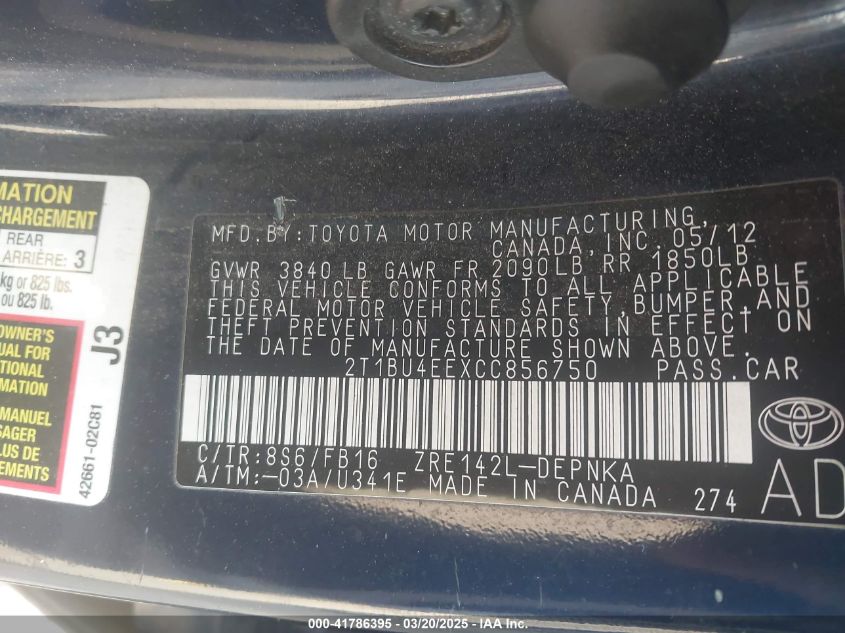 MATION
CHARGEMENT
REAR
ARRIÈRE: 3
kg or 825 lbs.
ou 825 lb.
OWNER'S
UAL FOR
ITIONAL
MATION
MANUEL
SAGER
PLUS DE
J3
42661-02C81
MFD.BY:TOYOTA MOTOR MANUFACTURING,
CANADA, INC. 05/12
GVWR 3840 LB GAWR FR 2090LB RR 1850LB
THIS VEHICLE CONFORMS TO ALL APPLICABLE
FEDERAL MOTOR VEHICLE SAFETY, BUMPER, AND
THEFT PREVENTION STANDARDS IN EFFECT ON
THE DATE OF MANUFACTURE SHOWN ABOVE.
2T1BU4EEXCC856750 PASS.CAR
C/TR:8S6/FB16 ZRE142L-DEPNKA
A/TM:-03A/U341E MADE IN CANADA 274
AD
000-41786395 - 03/20/2025 - IAA Inc.